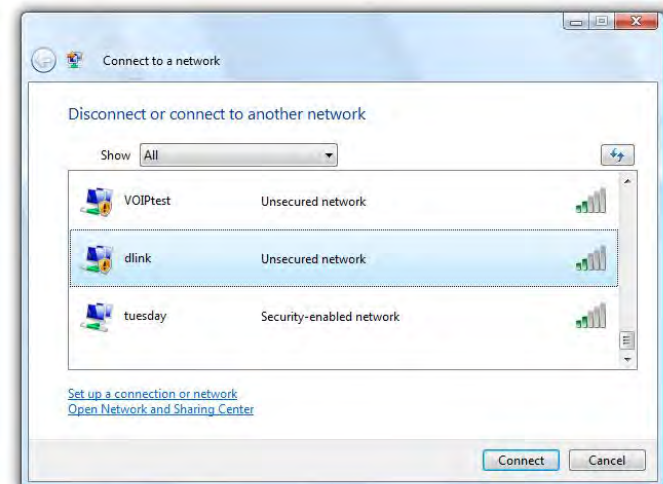 Connect to a network
Disconnect or connect to another network
Show All
VOIPtest Unsecured network
dlink Unsecured network
tuesday Security-enabled network
Set up a connection or network
Open Network and Sharing Center
Connect Cancel